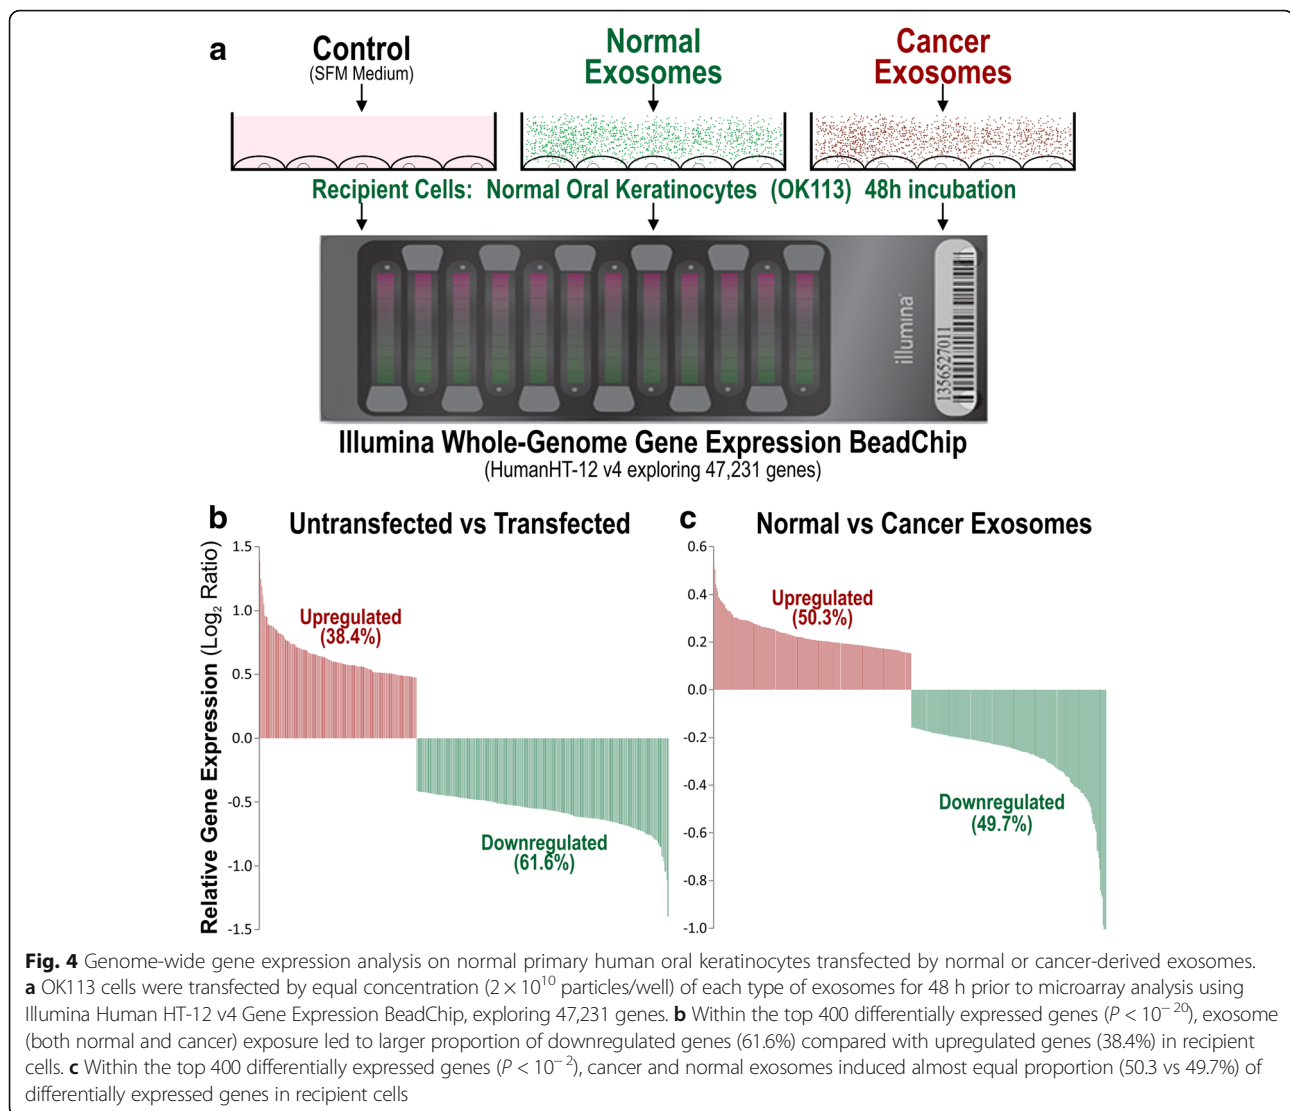 a
Control
(SFM Medium)
Normal
Exosomes
Cancer
Exosomes
Recipient Cells: Normal Oral Keratinocytes (OK113) 48h incubation
illumina
1356527011
Illumina Whole-Genome Gene Expression BeadChip
(HumanHT-12 v4 exploring 47,231 genes)
b
Untransfected vs Transfected
Relative Gene Expression (Log₂ Ratio)
1.5
1.0
0.5
0.0
-0.5
-1.0
-1.5
Upregulated
(38.4%)
Downregulated
(61.6%)
c
Normal vs Cancer Exosomes
0.6
0.4
0.2
0.0
-0.2
-0.4
-0.6
-0.8
-1.0
Upregulated
(50.3%)
Downregulated
(49.7%)
Fig. 4 Genome-wide gene expression analysis on normal primary human oral keratinocytes transfected by normal or cancer-derived exosomes.
a OK113 cells were transfected by equal concentration (2 × 10¹⁰ particles/well) of each type of exosomes for 48 h prior to microarray analysis using
Illumina Human HT-12 v4 Gene Expression BeadChip, exploring 47,231 genes. b Within the top 400 differentially expressed genes (P < 10⁻²⁰), exosome
(both normal and cancer) exposure led to larger proportion of downregulated genes (61.6%) compared with upregulated genes (38.4%) in recipient
cells. c Within the top 400 differentially expressed genes (P < 10⁻²), cancer and normal exosomes induced almost equal proportion (50.3 vs 49.7%) of
differentially expressed genes in recipient cells